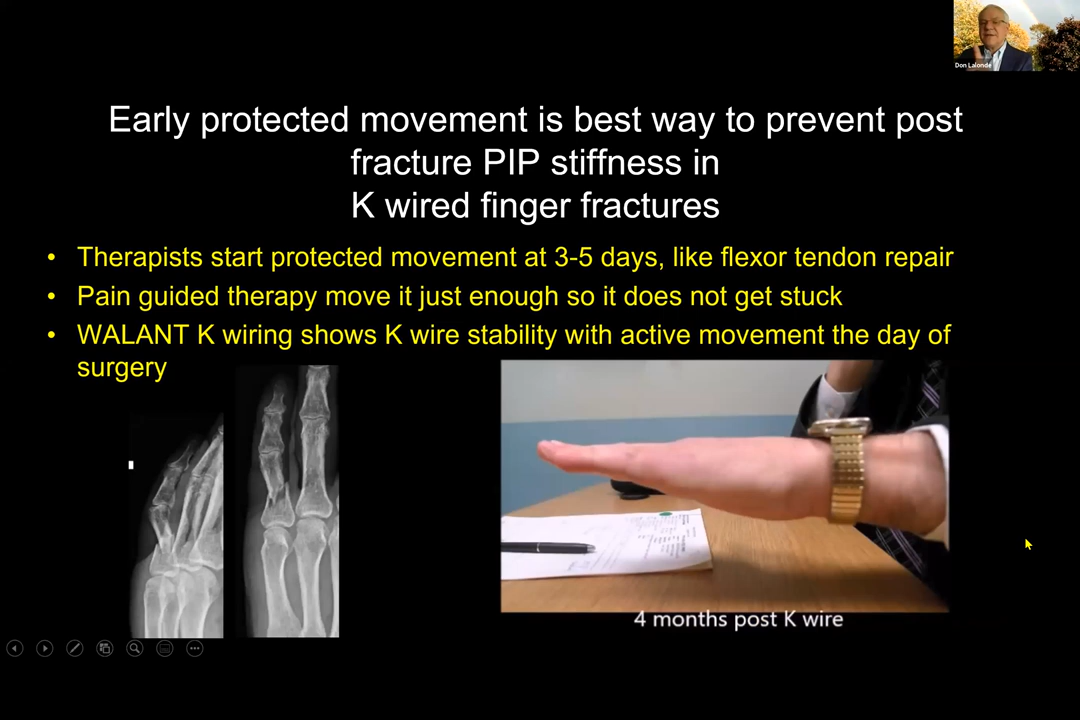 Don Lalonde
Early protected movement is best way to prevent post
fracture PIP stiffness in
K wired finger fractures
• Therapists start protected movement at 3-5 days, like flexor tendon repair
• Pain guided therapy move it just enough so it does not get stuck
• WALANT K wiring shows K wire stability with active movement the day of
surgery
4 months post K wire